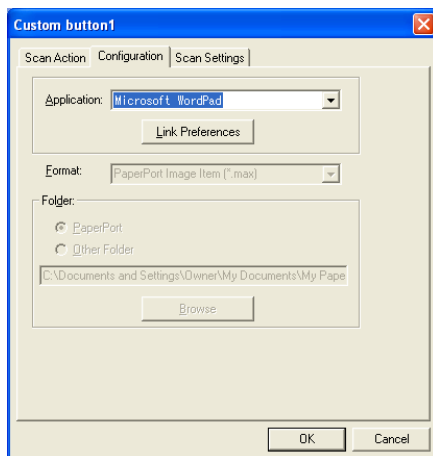 Custom button1
Scan Action Configuration Scan Settings
Application: Microsoft WordPad
Link Preferences
Format: PaperPort Image Item (*.max)
Folder:
PaperPort
Other Folder
C:\Documents and Settings\Owner\My Documents\My Pape
Browse
OK Cancel